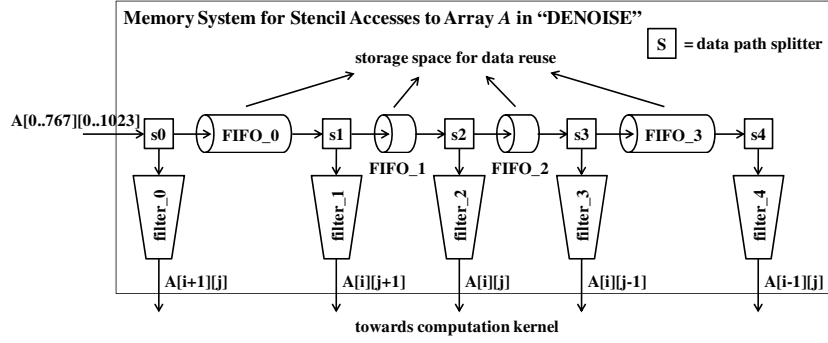 Memory System for Stencil Accesses to Array A in “DENOISE”
S = data path splitter
storage space for data reuse
A[0..767][0..1023]
s0 FIFO_0 s1 s2 s3 FIFO_3 s4
FIFO_1 FIFO_2
filter_0 filter_1 filter_2 filter_3 filter_4
A[i+1][j] A[i][j+1] A[i][j] A[i][j-1] A[i-1][j]
towards computation kernel